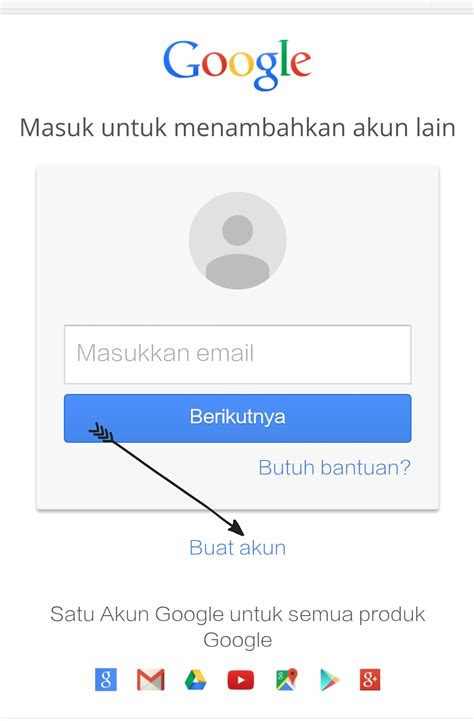 Google
Masuk untuk menambahkan akun lain
Masukkan email
Berikutnya
Butuh bantuan?
Buat akun
Satu Akun Google untuk semua produk
Google
g
g+